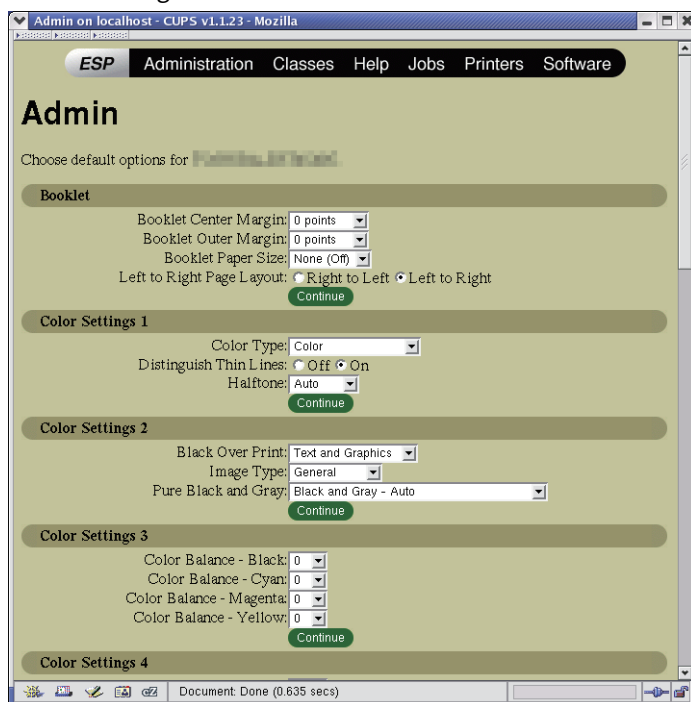 Admin on localhost - CUPS v1.1.23 - Mozilla
ESP Administration Classes Help Jobs Printers Software
Admin
Choose default options for
Booklet
Booklet Center Margin: 0 points
Booklet Outer Margin: 0 points
Booklet Paper Size: None (Off)
Left to Right Page Layout: Right to Left Left to Right
Continue
Color Settings 1
Color Type: Color
Distinguish Thin Lines: Off On
Halftone: Auto
Continue
Color Settings 2
Black Over Print: Text and Graphics
Image Type: General
Pure Black and Gray: Black and Gray - Auto
Continue
Color Settings 3
Color Balance - Black: 0
Color Balance - Cyan: 0
Color Balance - Magenta: 0
Color Balance - Yellow: 0
Continue
Color Settings 4
Document: Done (0.635 secs)